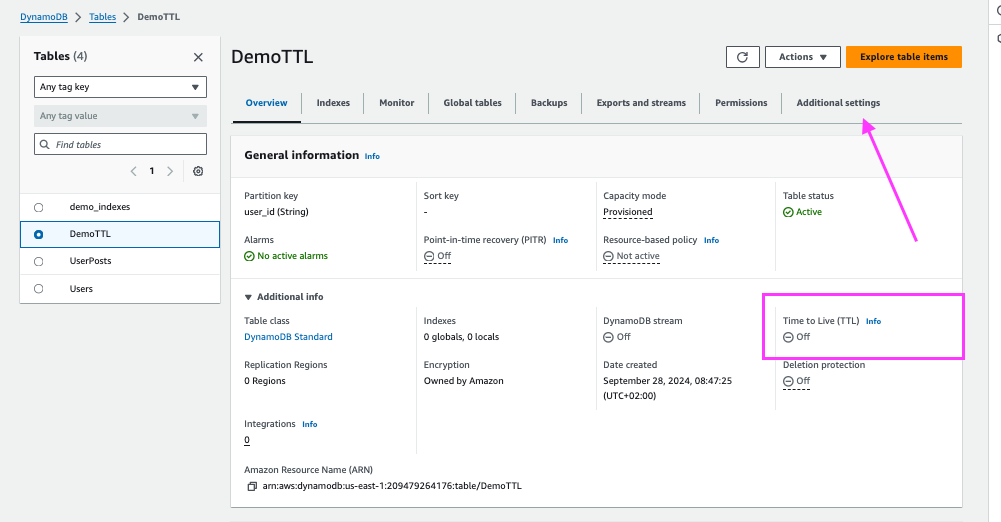 DynamoDB > Tables > DemoTTL
Tables (4)
Any tag key
Any tag value
Find tables
1
demo_indexes
DemoTTL
UserPosts
Users
DemoTTL
Actions
Explore table items
Overview
Indexes
Monitor
Global tables
Backups
Exports and streams
Permissions
Additional settings
General information Info
Partition key
user_id (String)
Sort key
-
Capacity mode
Provisioned
Table status
Active
Alarms
No active alarms
Point-in-time recovery (PITR) Info
Off
Resource-based policy Info
Not active
Additional info
Table class
DynamoDB Standard
Indexes
0 globals, 0 locals
DynamoDB stream
Off
Time to Live (TTL) Info
Off
Replication Regions
0 Regions
Encryption
Owned by Amazon
Date created
September 28, 2024, 08:47:25
(UTC+02:00)
Deletion protection
Off
Integrations Info
0
Amazon Resource Name (ARN)
arn:aws:dynamodb:us-east-1:209479264176:table/DemoTTL